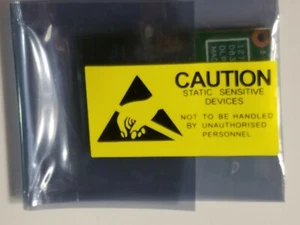 CAUTION
STATIC SENSITIVE
DEVICES
NOT TO BE HANDLED
BY UNAUTHORISED
PERSONNEL